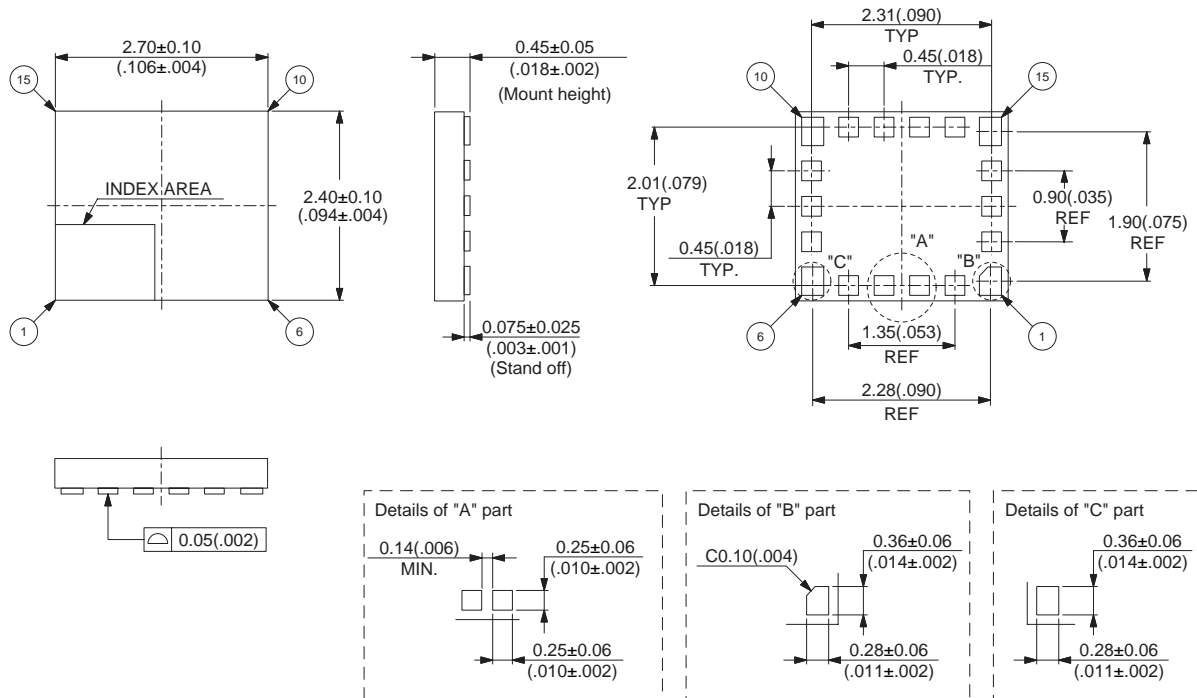 2.70±0.10
(.106±.004)
15
10
INDEX AREA
2.40±0.10
(.094±.004)
1
6
0.45±0.05
(.018±.002)
(Mount height)
0.075±0.025
(.003±.001)
(Stand off)
2.31(.090)
TYP
0.45(.018)
TYP.
10
15
2.01(.079)
TYP
0.90(.035)
REF
1.90(.075)
REF
0.45(.018)
TYP.
"A"
"C"
"B"
6
1
1.35(.053)
REF
2.28(.090)
REF
0.05(.002)
Details of "A" part
0.14(.006)
MIN.
0.25±0.06
(.010±.002)
0.25±0.06
(.010±.002)
Details of "B" part
C0.10(.004)
0.36±0.06
(.014±.002)
0.28±0.06
(.011±.002)
Details of "C" part
0.36±0.06
(.014±.002)
0.28±0.06
(.011±.002)